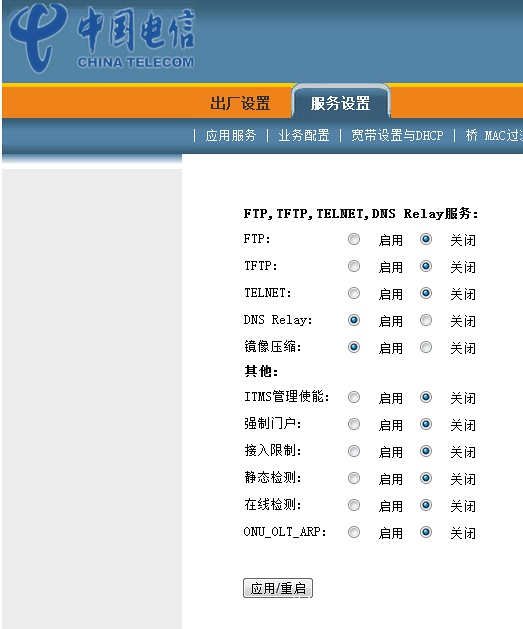 中国电信
CHINA TELECOM
出厂设置 服务设置
| 应用服务 | 业务配置 | 宽带设置与DHCP | 桥 MAC过
FTP,TFTP,TELNET,DNS Relay服务:
FTP: 启用 关闭
TFTP: 启用 关闭
TELNET: 启用 关闭
DNS Relay: 启用 关闭
镜像压缩: 启用 关闭
其他:
ITMS管理使能: 启用 关闭
强制门户: 启用 关闭
接入限制: 启用 关闭
静态检测: 启用 关闭
在线检测: 启用 关闭
ONU_OLT_ARP: 启用 关闭
应用/重启